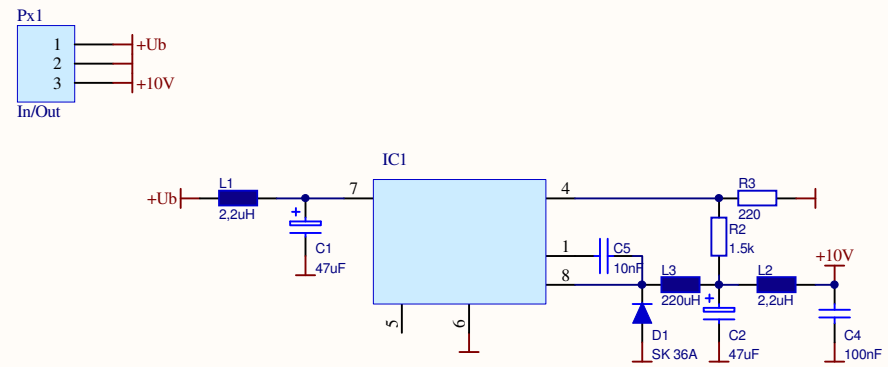 Px1
1 +Ub
2
3 +10V
In/Out
IC1
+Ub
L1
2,2uH
7
4
R3
220
R2
1.5k
+
C1
47uF
1
C5
10nF
8
L3
220uH
+
L2
2,2uH
+10V
5
6
D1
SK 36A
C2
47uF
C4
100nF